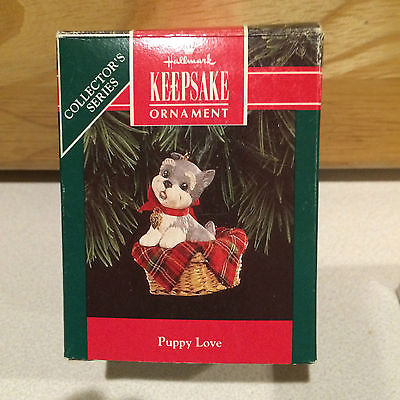 COLLECTOR'S
SERIES
Hallmark
KEEPSAKE
ORNAMENT
Puppy Love